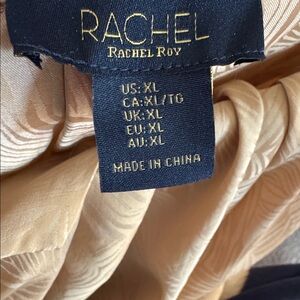 RACHEL
RACHEL ROY
US: XL
CA:XL/TG
UK:XL
EU:XL
AU:XL
MADE IN CHINA